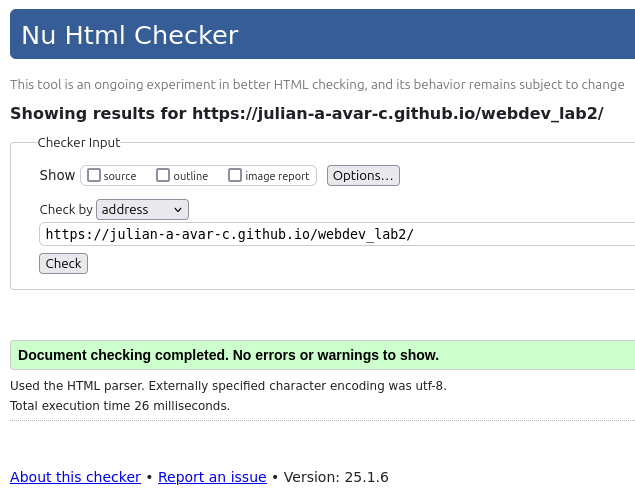 Nu Html Checker
This tool is an ongoing experiment in better HTML checking, and its behavior remains subject to change
Showing results for https://julian-a-avar-c.github.io/webdev_lab2/
Checker Input
Show source outline image report Options...
Check by address
https://julian-a-avar-c.github.io/webdev_lab2/
Check
Document checking completed. No errors or warnings to show.
Used the HTML parser. Externally specified character encoding was utf-8.
Total execution time 26 milliseconds.
About this checker • Report an issue • Version: 25.1.6